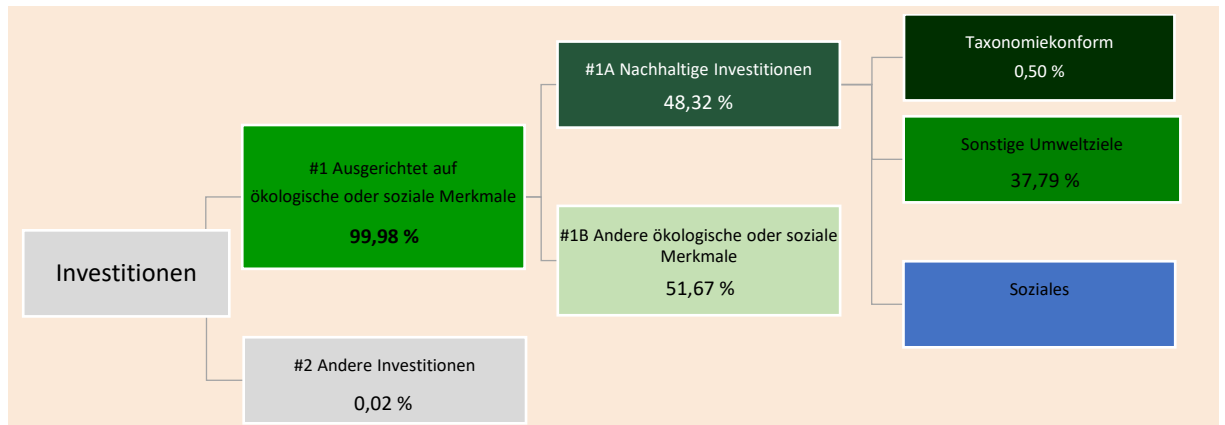 Investitionen
#1 Ausgerichtet auf
ökologische oder soziale Merkmale
99,98 %
#2 Andere Investitionen
0,02 %
#1A Nachhaltige Investitionen
48,32 %
#1B Andere ökologische oder soziale
Merkmale
51,67 %
Taxonomiekonform
0,50 %
Sonstige Umweltziele
37,79 %
Soziales